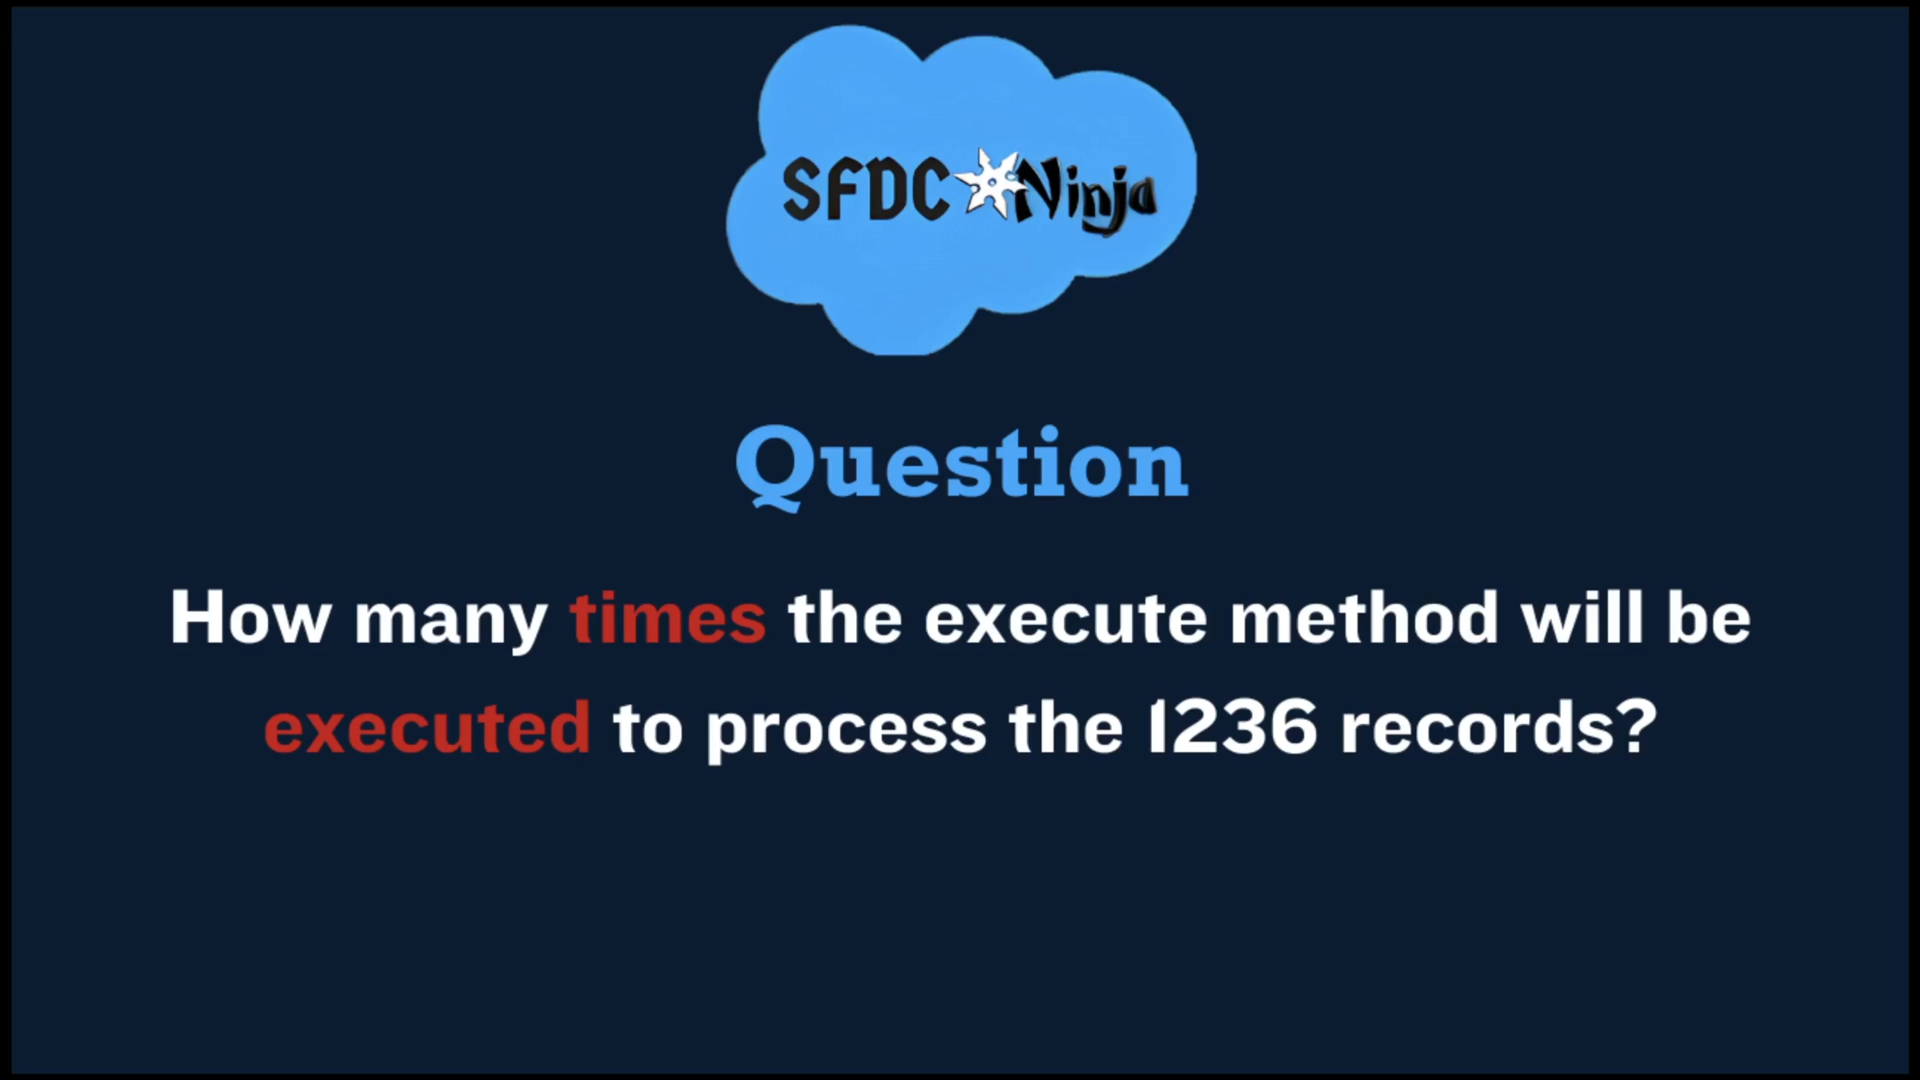 SFDC Ninja
Question
How many times the execute method will be
executed to process the 1236 records?